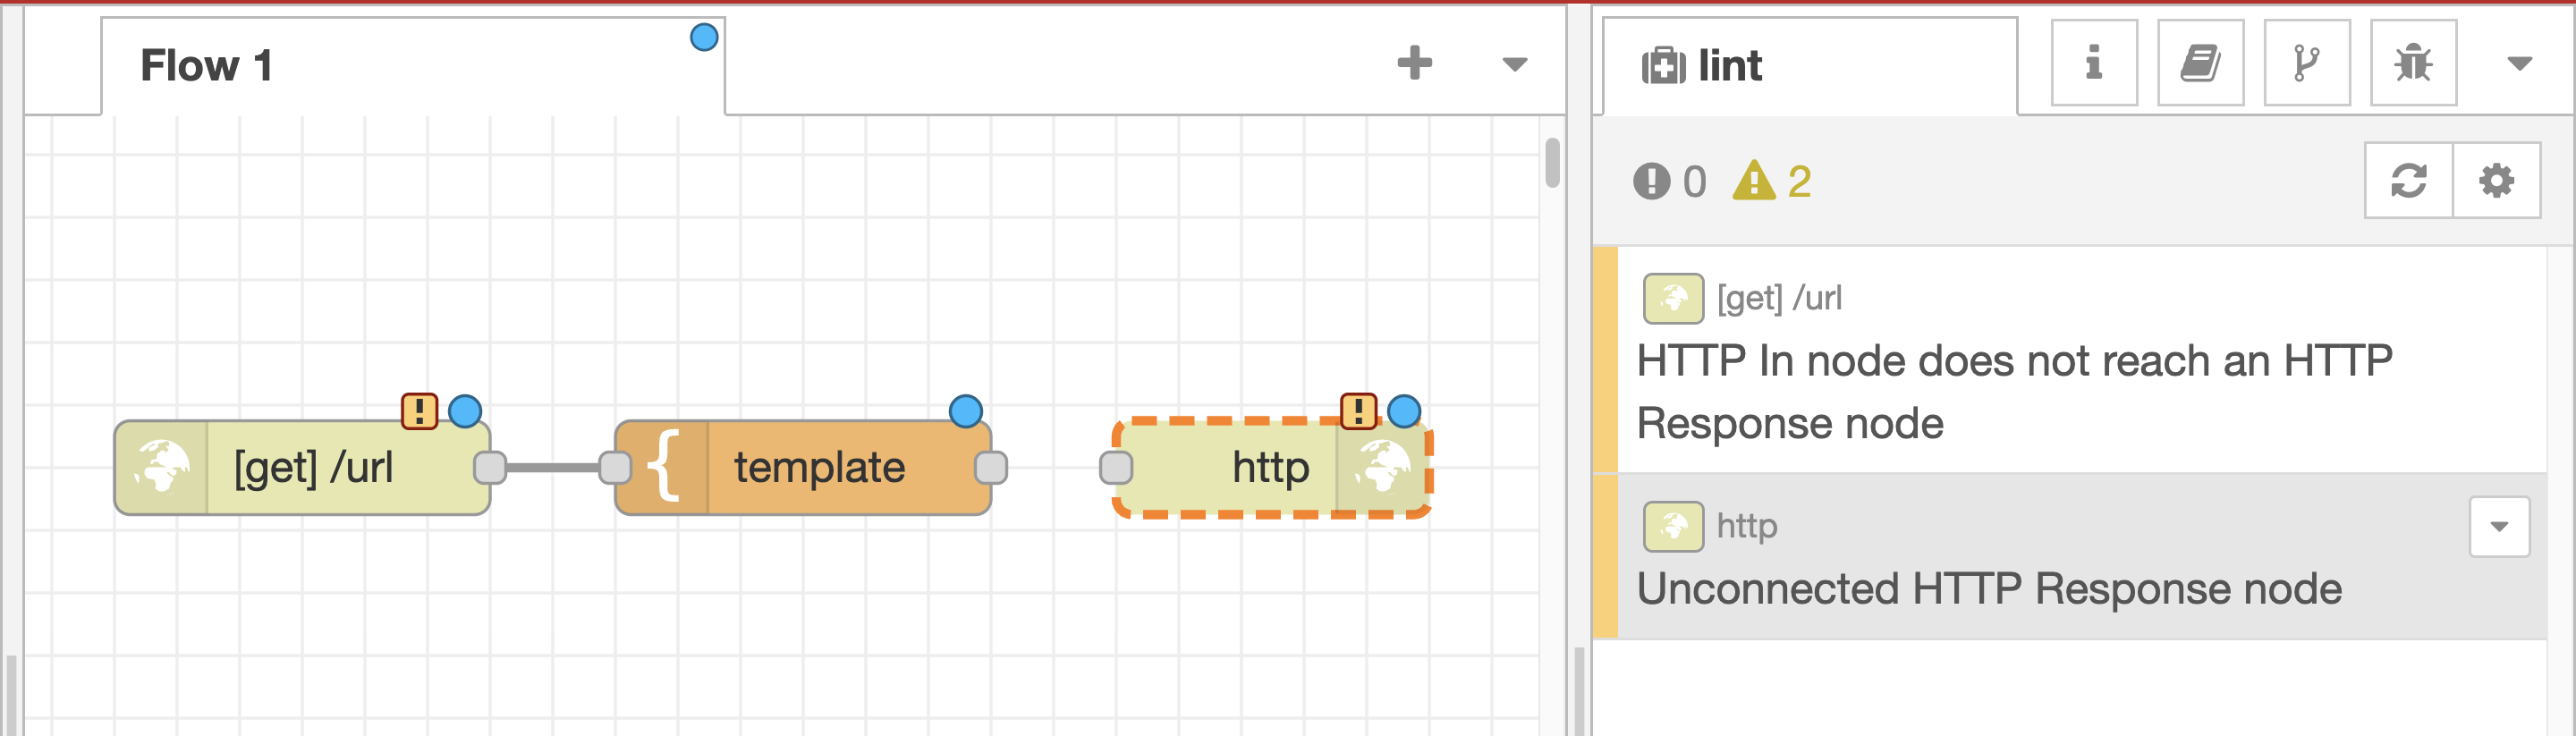 Flow 1
lint
0 2
[get] /url
HTTP In node does not reach an HTTP
Response node
http
Unconnected HTTP Response node
[get] /url
template
http